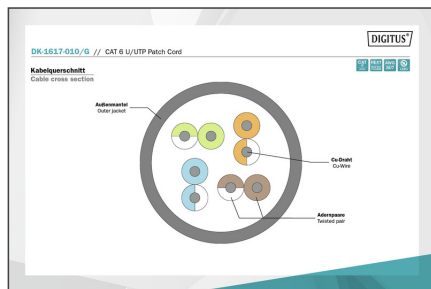 DIGITUS®
DK-1617-010/G // CAT 6 U/UTP Patch Cord
Kabelquerschnitt
Cable cross section
Außenmantel
Outer jacket
Cu-Draht
Cu-Wire
Adernpaare
Twisted pair